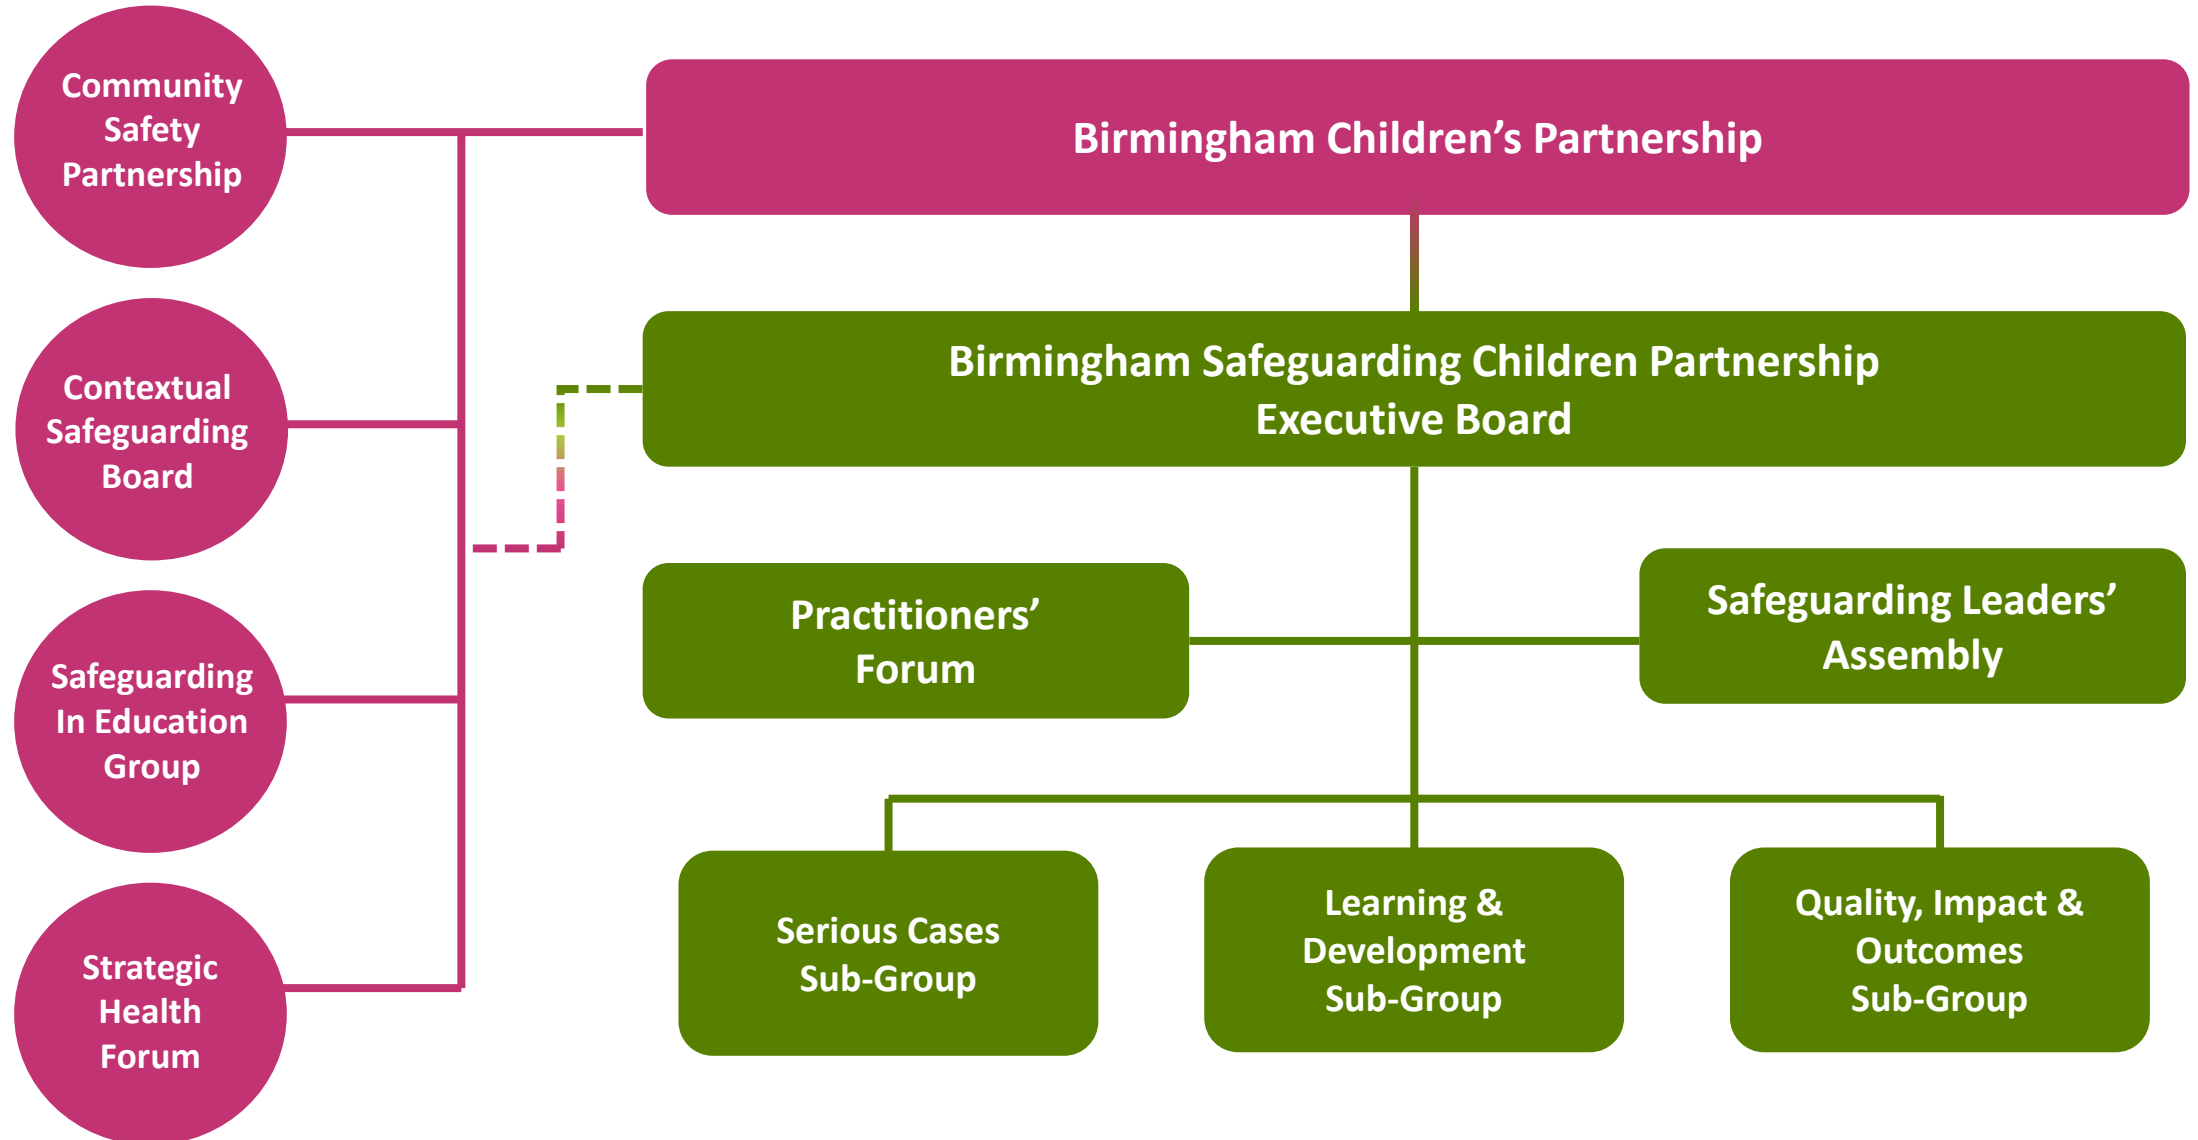 Community
Safety
Partnership
Birmingham Children’s Partnership
Contextual
Safeguarding
Board
Birmingham Safeguarding Children Partnership
Executive Board
Safeguarding
In Education
Group
Practitioners’
Forum
Safeguarding Leaders’
Assembly
Strategic
Health
Forum
Serious Cases
Sub-Group
Learning &
Development
Sub-Group
Quality, Impact &
Outcomes
Sub-Group